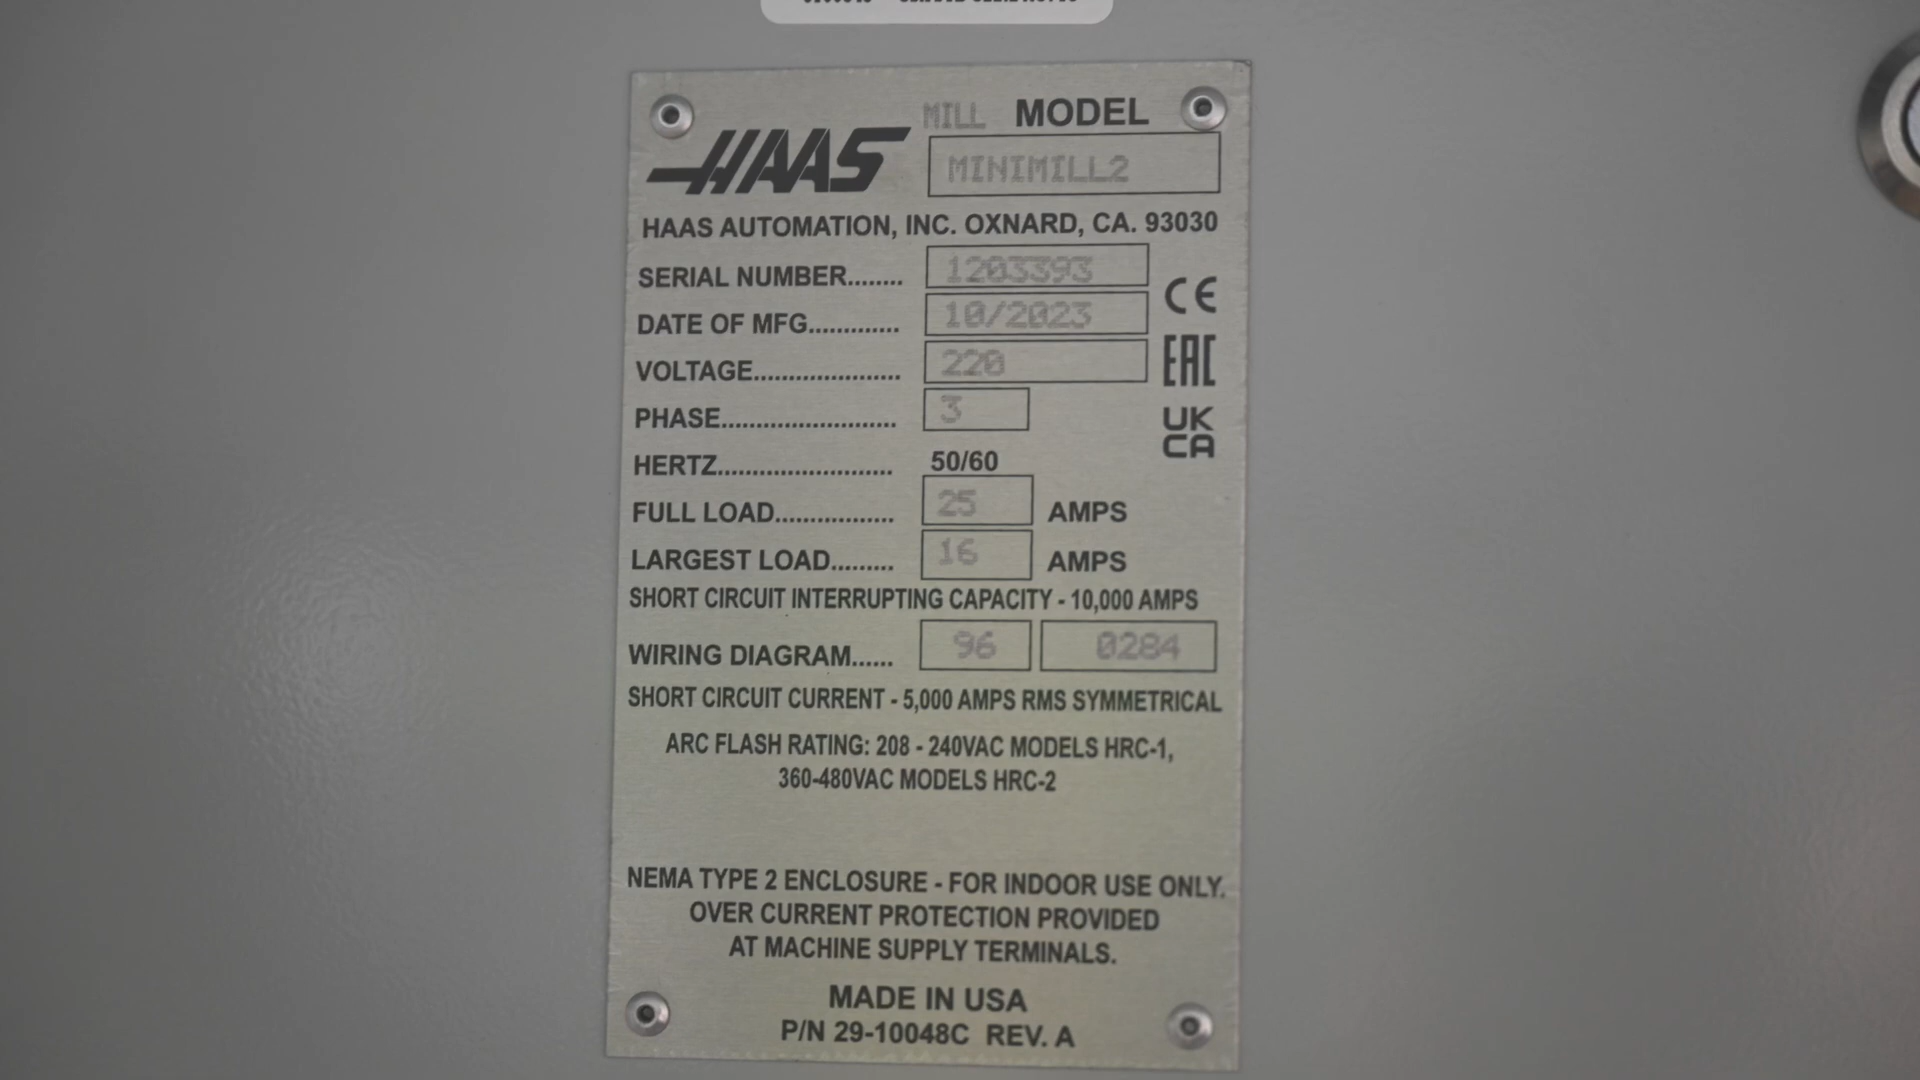 MILL MODEL
HAAS
MINIMILL2
HAAS AUTOMATION, INC. OXNARD, CA. 93030
SERIAL NUMBER........ 1203393
DATE OF MFG............. 10/2023
VOLTAGE..................... 220
PHASE......................... 3
HERTZ......................... 50/60
FULL LOAD................. 25 AMPS
LARGEST LOAD......... 16 AMPS
CE
EAC
UK
CA
SHORT CIRCUIT INTERRUPTING CAPACITY - 10,000 AMPS
WIRING DIAGRAM...... 96 0284
SHORT CIRCUIT CURRENT - 5,000 AMPS RMS SYMMETRICAL
ARC FLASH RATING: 208 - 240VAC MODELS HRC-1,
360-480VAC MODELS HRC-2
NEMA TYPE 2 ENCLOSURE - FOR INDOOR USE ONLY.
OVER CURRENT PROTECTION PROVIDED
AT MACHINE SUPPLY TERMINALS.
MADE IN USA
P/N 29-10048C REV. A